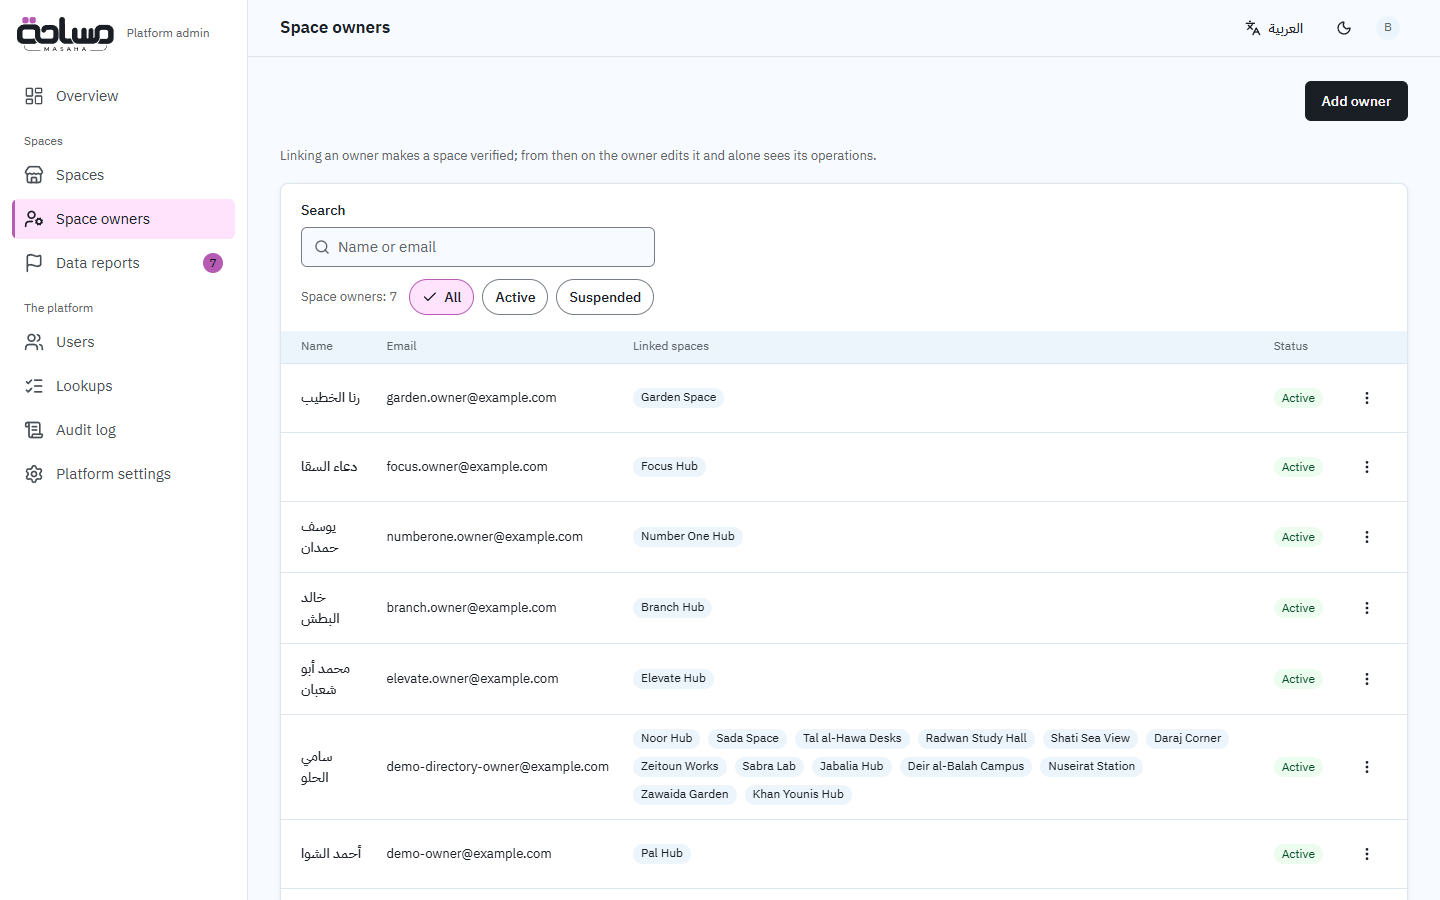 مساحة
MASAHA
Platform admin
Overview
Spaces
Spaces
Space owners
Data reports 7
The platform
Users
Lookups
Audit log
Platform settings
Space owners
العربية
B
Add owner
Linking an owner makes a space verified; from then on the owner edits it and alone sees its operations.
Search
Name or email
Space owners: 7 All Active Suspended
Name Email Linked spaces Status
رنا الخطيب garden.owner@example.com Garden Space Active
دعاء السقا focus.owner@example.com Focus Hub Active
يوسف
حمدان
numberone.owner@example.com Number One Hub Active
خالد
البطش
branch.owner@example.com Branch Hub Active
محمد أبو
شعبان
elevate.owner@example.com Elevate Hub Active
سامي
الحلو
demo-directory-owner@example.com
Noor Hub Sada Space Tal al-Hawa Desks Radwan Study Hall Shati Sea View Daraj Corner
Zeitoun Works Sabra Lab Jabalia Hub Deir al-Balah Campus Nuseirat Station
Zawaida Garden Khan Younis Hub
Active
أحمد الشوا demo-owner@example.com Pal Hub Active